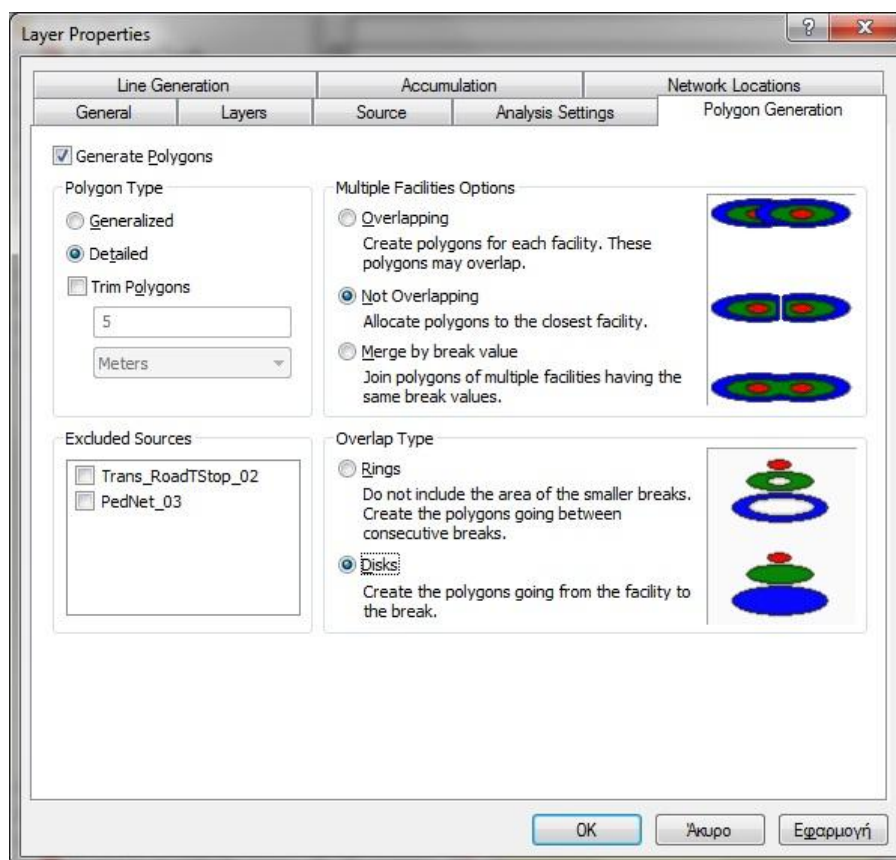 Layer Properties
Line Generation
Accumulation
Network Locations
General
Layers
Source
Analysis Settings
Polygon Generation
Generate Polygons
Polygon Type
Generalized
Detailed
Trim Polygons
5
Meters
Multiple Facilities Options
Overlapping
Create polygons for each facility. These
polygons may overlap.
Not Overlapping
Allocate polygons to the closest facility.
Merge by break value
Join polygons of multiple facilities having the
same break values.
Excluded Sources
Trans_RoadTStop_02
PedNet_03
Overlap Type
Rings
Do not include the area of the smaller breaks.
Create the polygons going between
consecutive breaks.
Disks
Create the polygons going from the facility to
the break.
OK
Άκυρο
Εφαρμογή